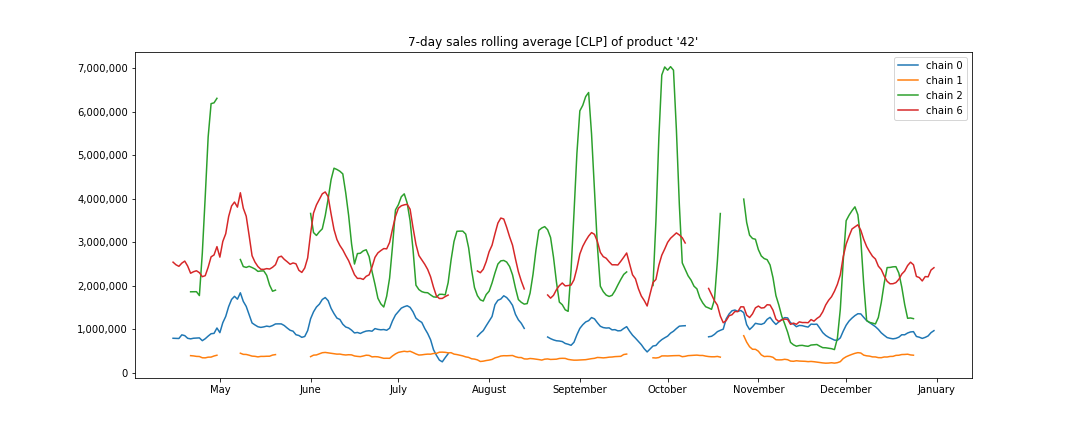 7-day sales rolling average [CLP] of product '42'
7,000,000
6,000,000
5,000,000
4,000,000
3,000,000
2,000,000
1,000,000
0
chain 0
chain 1
chain 2
chain 6
May June July August September October November December January